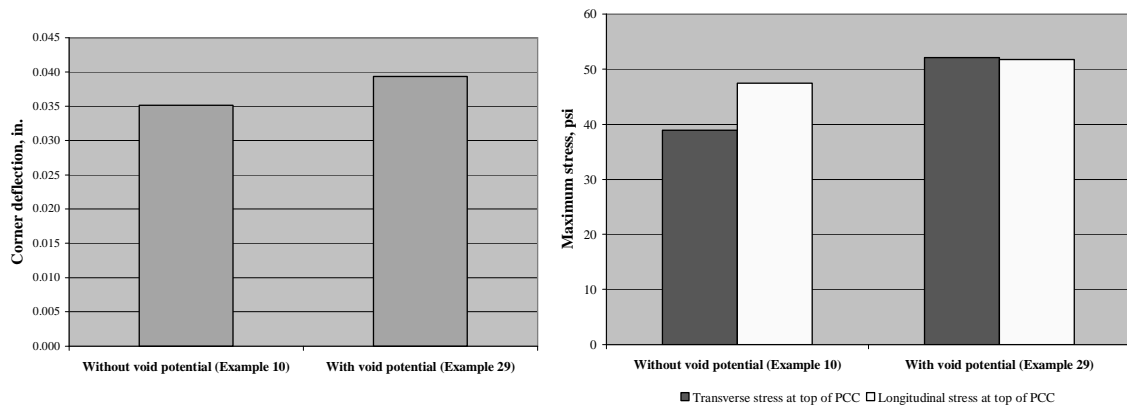 Corner deflection, in.
0.045
0.040
0.035
0.030
0.025
0.020
0.015
0.010
0.005
0.000
Without void potential (Example 10)
With void potential (Example 29)
Maximum stress, psi
60
50
40
30
20
10
0
Without void potential (Example 10)
With void potential (Example 29)
Transverse stress at top of PCC
Longitudinal stress at top of PCC